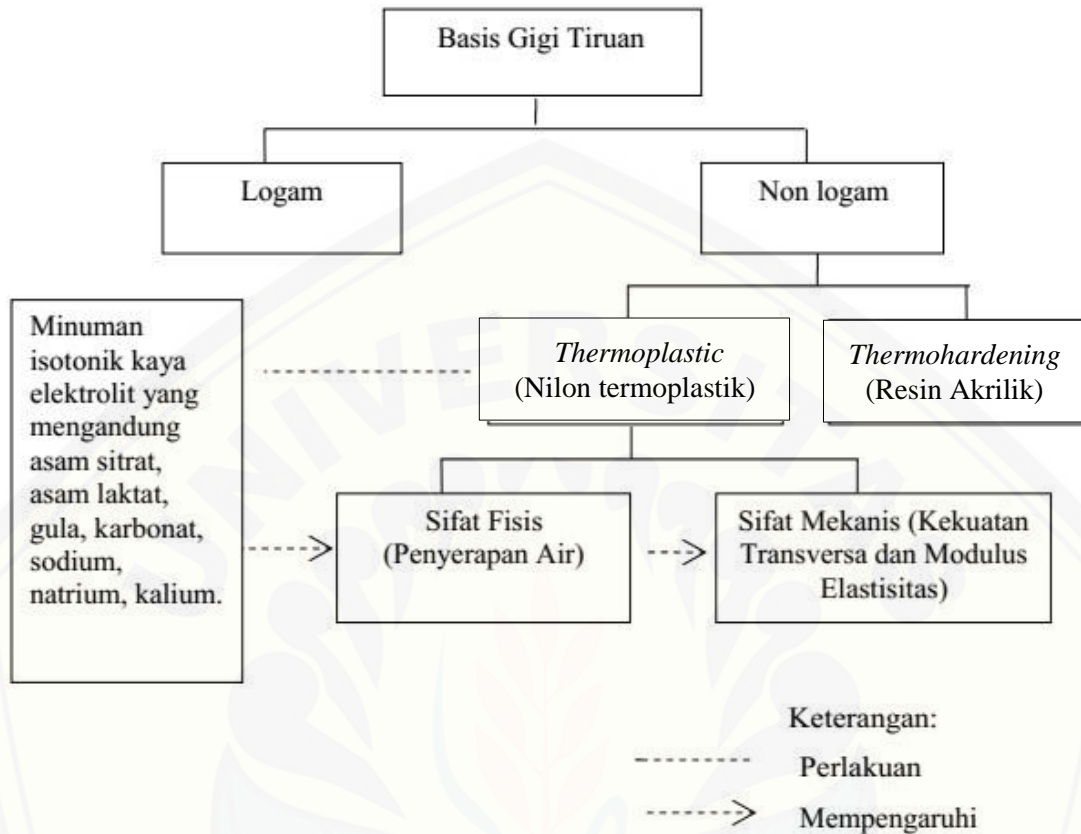 Basis Gigi Tiruan
Logam
Non logam
Minuman
isotonik kaya
elektrolit yang
mengandung
asam sitrat,
asam laktat,
gula, karbonat,
sodium,
natrium, kalium.
Thermoplastic
(Nilon termoplastik)
Thermohardening
(Resin Akrilik)
Sifat Fisis
(Penyerapan Air)
Sifat Mekanis (Kekuatan
Transversa dan Modulus
Elastisitas)
Keterangan:
Perlakuan
Mempengaruhi
UNIVERSITAS